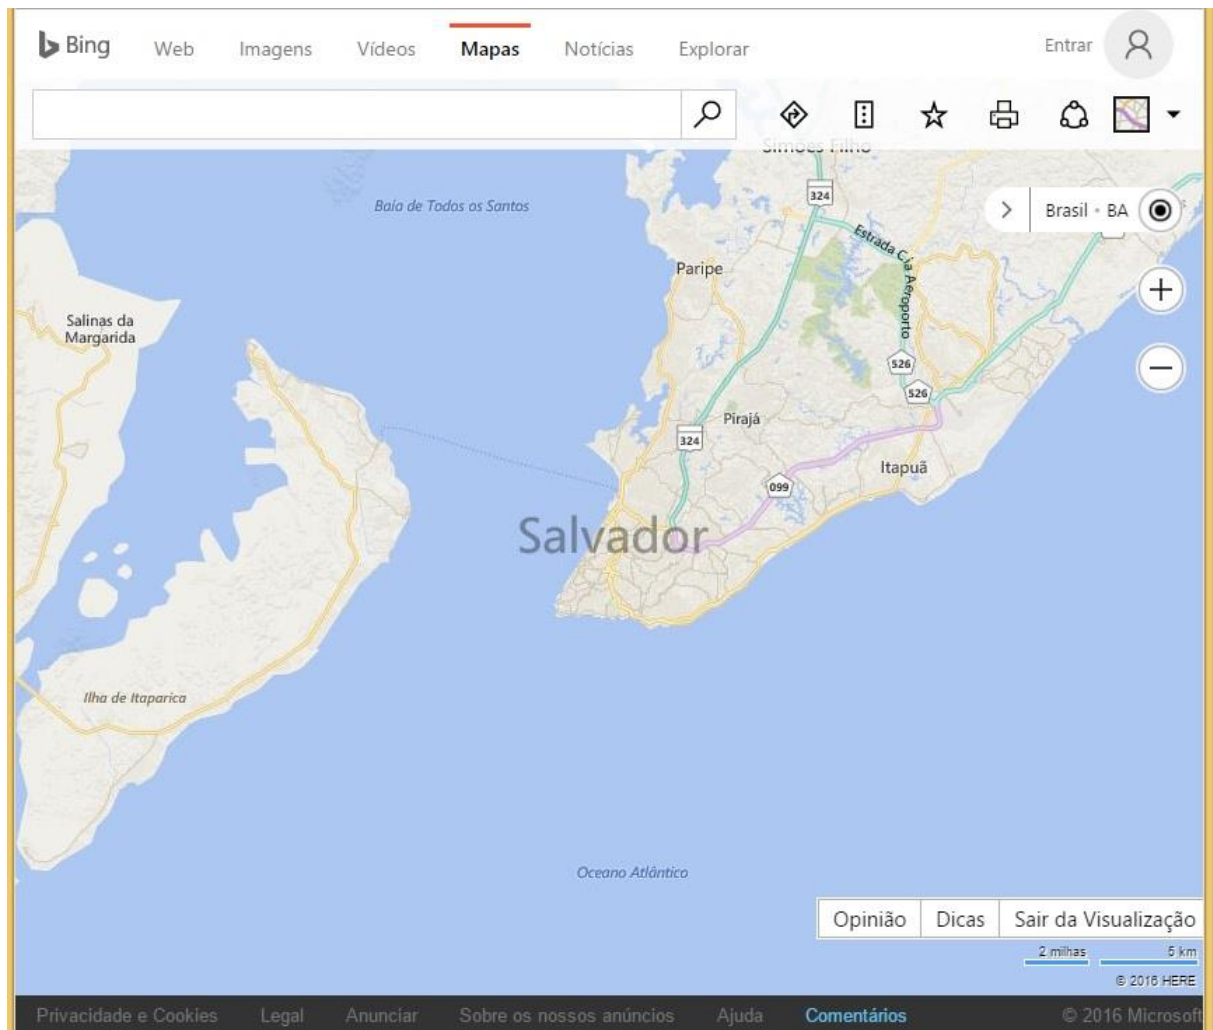 Bing Web Imagens Vídeos Mapas Notícias Explorar Entrar
Simões Filho
324
Brasil BA
Baía de Todos os Santos
Estrada Cia Aeroporto
Paripe
Salinas da
Margarida
526
526
Pirajá
324
Itapuã
099
Salvador
Ilha de Itaparica
Oceano Atlântico
Opinião Dicas Sair da Visualização
2 milhas 5 km
© 2016 HERE
Privacidade e Cookies Legal Anunciar Sobre os nossos anúncios Ajuda Comentários © 2016 Microsoft